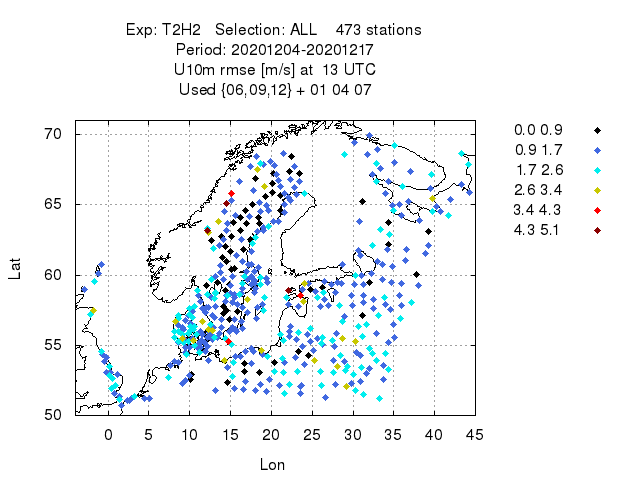 Exp: T2H2 Selection: ALL 473 stations
Period: 20201204-20201217
U10m rmse [m/s] at 13 UTC
Used {06,09,12} + 01 04 07
70
65
60
55
50
Lat
0 5 10 15 20 25 30 35 40 45
Lon
0.0 0.9
0.9 1.7
1.7 2.6
2.6 3.4
3.4 4.3
4.3 5.1